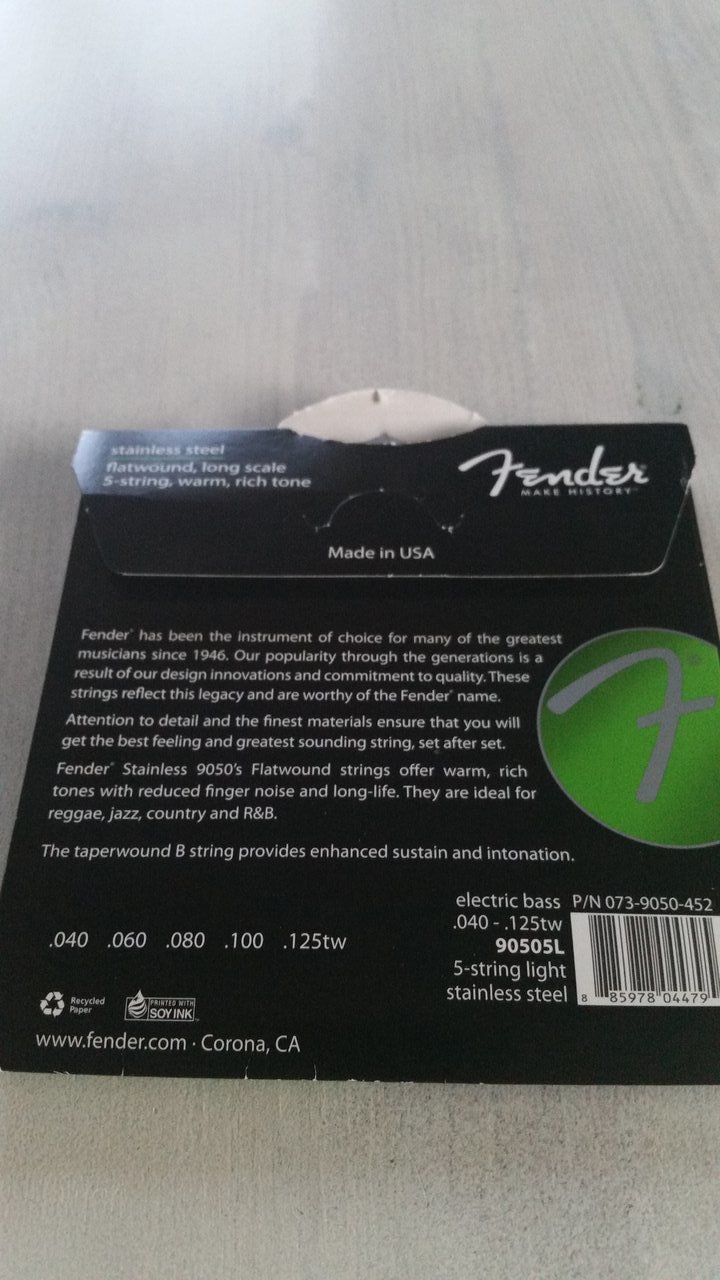 stainless steel
flatwound, long scale
5-string, warm, rich tone
Fender®
MAKE HISTORY™
Made in USA
Fender® has been the instrument of choice for many of the greatest
musicians since 1946. Our popularity through the generations is a
result of our design innovations and commitment to quality. These
strings reflect this legacy and are worthy of the Fender® name.
Attention to detail and the finest materials ensure that you will
get the best feeling and greatest sounding string, set after set.
Fender® Stainless 9050's Flatwound strings offer warm, rich
tones with reduced finger noise and long-life. They are ideal for
reggae, jazz, country and R&B.
The taperwound B string provides enhanced sustain and intonation.
F®
electric bass P/N 073-9050-452
.040 - .125tw
90505L
5-string light
stainless steel
8 85978 04479
.040 .060 .080 .100 .125tw
Recycled
Paper
PRINTED WITH
SOY INK™
www.fender.com · Corona, CA